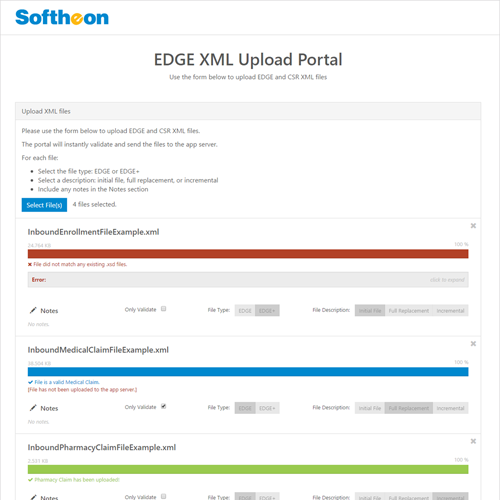 Softheon
EDGE XML Upload Portal
Use the form below to upload EDGE and CSR XML files
Upload XML files
Please use the form below to upload EDGE and CSR XML files.
The portal will instantly validate and send the files to the app server.
For each file:
Select the file type: EDGE or EDGE+
Select a description: initial file, full replacement, or incremental
Include any notes in the Notes section
Select File(s) 4 files selected.
InboundEnrollmentFileExample.xml
24.704 KB 100 %
File did not match any existing .xsd files.
Error: click to expand
Notes Only Validate File Type: EDGE EDGE+ File Description: Initial File Full Replacement Incremental
No notes.
InboundMedicalClaimFileExample.xml
100 %
File is a valid Medical Claim.
[File has not been uploaded to the app server.]
Notes Only Validate File Type: EDGE EDGE+ File Description: Initial File Full Replacement Incremental
No notes.
InboundPharmacyClaimFileExample.xml
100 %
Pharmacy Claim has been uploaded!
Notes Only Validate File Type: EDGE EDGE+ File Description: Initial File Full Replacement Incremental